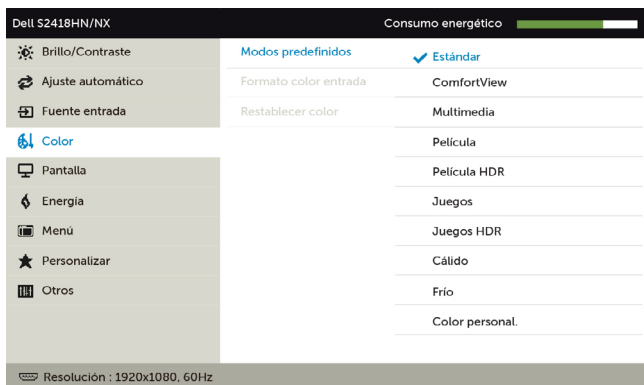 Dell S2418HN/NX
Consumo energético
Brillo/Contraste
Modos predefinidos
Estándar
Ajuste automático
Formato color entrada
ComfortView
Fuente entrada
Restablecer color
Multimedia
Color
Película
Pantalla
Película HDR
Energía
Juegos
Menú
Juegos HDR
Personalizar
Cálido
Otros
Frío
Color personal.
Resolución : 1920x1080, 60Hz